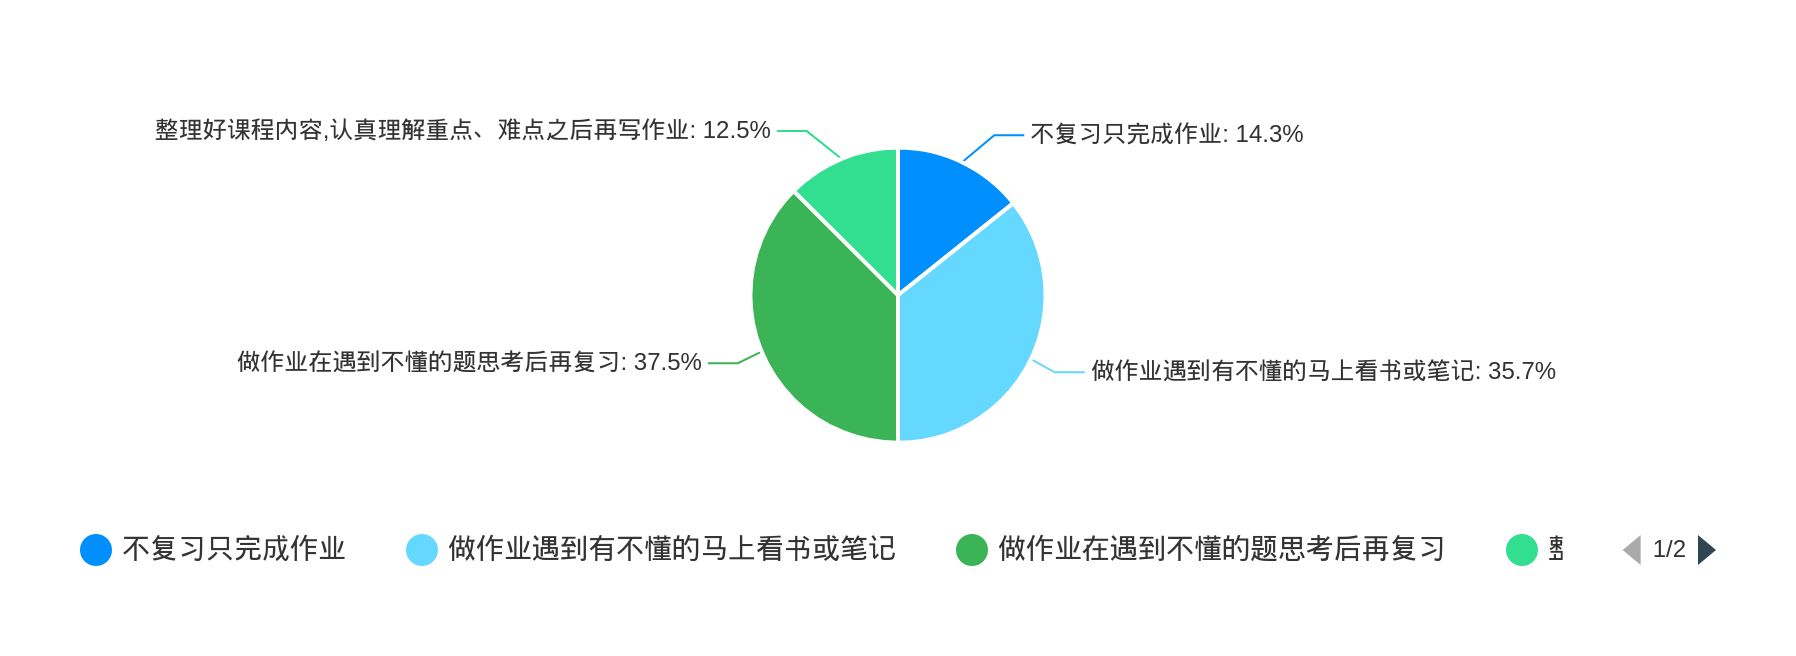 整理好课程内容,认真理解重点、难点之后再写作业: 12.5%
不复习只完成作业: 14.3%
做作业在遇到不懂的题思考后再复习: 37.5%
做作业遇到有不懂的马上看书或笔记: 35.7%
不复习只完成作业
做作业遇到有不懂的马上看书或笔记
做作业在遇到不懂的题思考后再复习
1/2